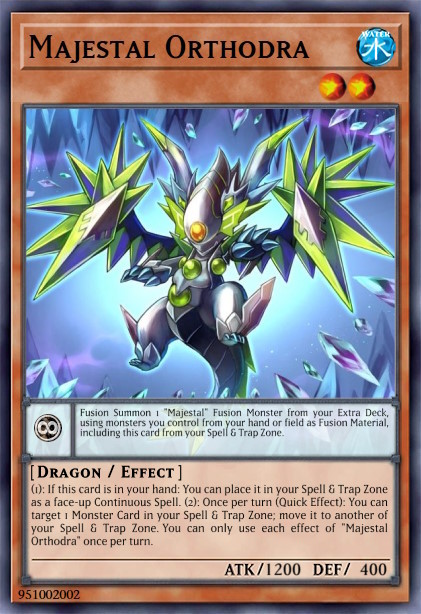 MAJESTAL ORTHODRA
WATER
水
Fusion Summon 1 "Majestal" Fusion Monster from your Extra Deck,
using monsters you control from your hand or field as Fusion Material,
including this card from your Spell & Trap Zone.
[DRAGON / EFFECT]
(1): If this card is in your hand: You can place it in your Spell & Trap Zone
as a face-up Continuous Spell. (2): Once per turn (Quick Effect): You can
target 1 Monster Card in your Spell & Trap Zone; move it to another of
your Spell & Trap Zone. You can only use each effect of "Majestal
Orthodra" once per turn.
ATK/1200 DEF/ 400
951002002